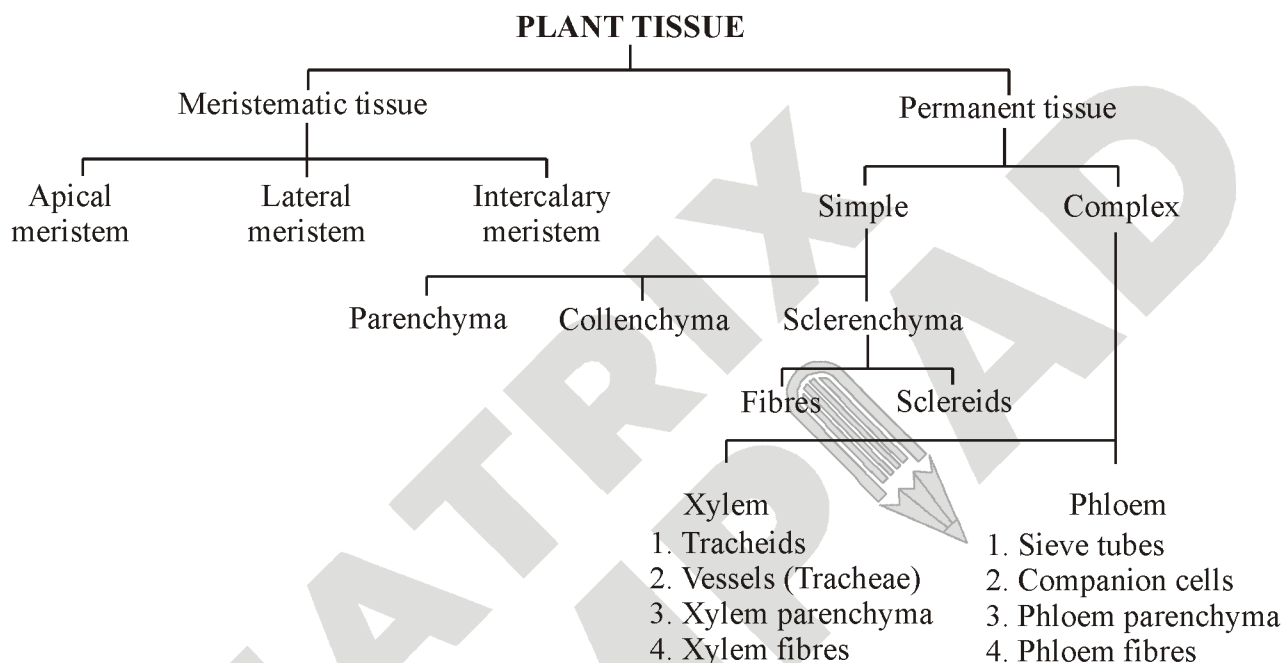 PLANT TISSUE
Meristematic tissue
Permanent tissue
Apical
meristem
Lateral
meristem
Intercalary
meristem
Simple
Complex
Parenchyma
Collenchyma
Sclerenchyma
Fibres
Sclereids
Xylem
1. Tracheids
2. Vessels (Tracheae)
3. Xylem parenchyma
4. Xylem fibres
Phloem
1. Sieve tubes
2. Companion cells
3. Phloem parenchyma
4. Phloem fibres